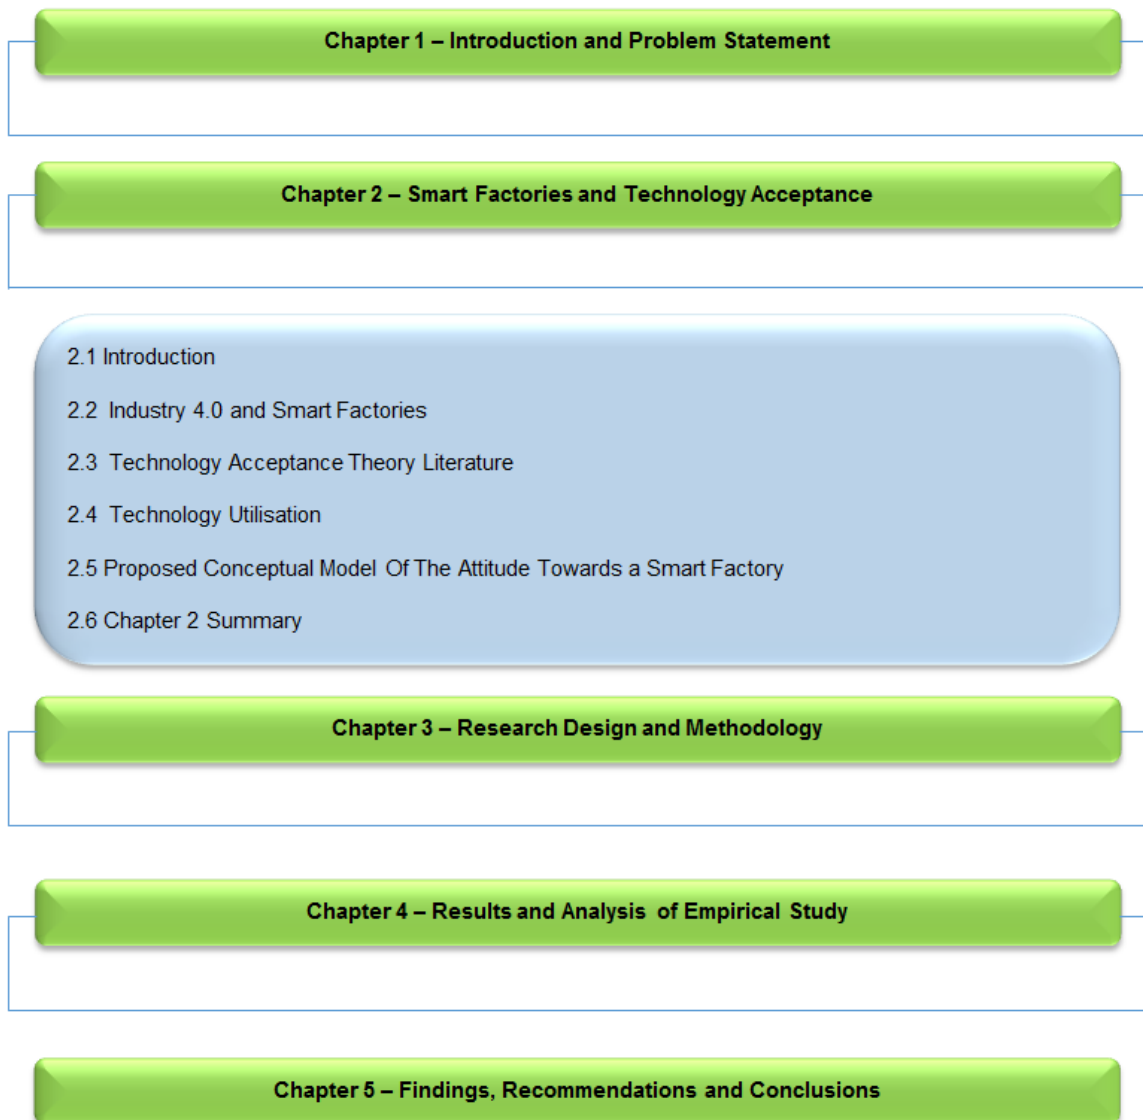 Chapter 1 – Introduction and Problem Statement
Chapter 2 – Smart Factories and Technology Acceptance
2.1 Introduction
2.2 Industry 4.0 and Smart Factories
2.3 Technology Acceptance Theory Literature
2.4 Technology Utilisation
2.5 Proposed Conceptual Model Of The Attitude Towards a Smart Factory
2.6 Chapter 2 Summary
Chapter 3 – Research Design and Methodology
Chapter 4 – Results and Analysis of Empirical Study
Chapter 5 – Findings, Recommendations and Conclusions